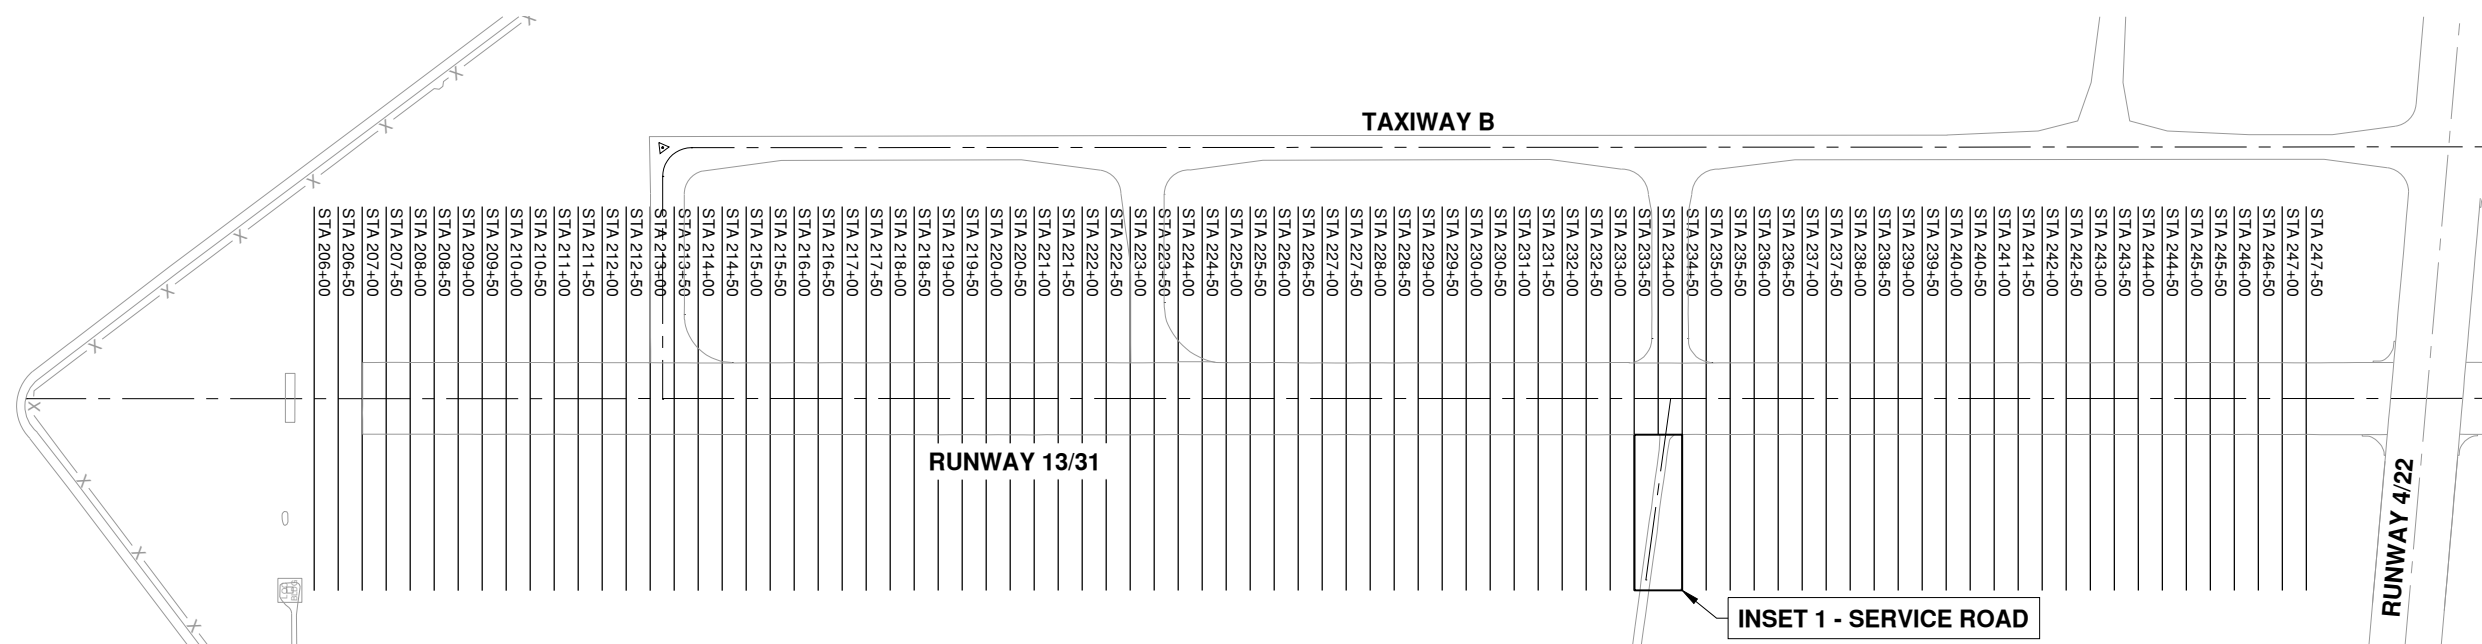 TAXIWAY B
STA 206+00
STA 206+50
STA 207+00
STA 207+50
STA 208+00
STA 208+50
STA 209+00
STA 209+50
STA 210+00
STA 210+50
STA 211+00
STA 211+50
STA 212+00
STA 212+50
STA 213+00
STA 213+50
STA 214+00
STA 214+50
STA 215+00
STA 215+50
STA 216+00
STA 216+50
STA 217+00
STA 217+50
STA 218+00
STA 218+50
STA 219+00
STA 219+50
STA 220+00
STA 220+50
STA 221+00
STA 221+50
STA 222+00
STA 222+50
STA 223+00
STA 223+50
STA 224+00
STA 224+50
STA 225+00
STA 225+50
STA 226+00
STA 226+50
STA 227+00
STA 227+50
STA 228+00
STA 228+50
STA 229+00
STA 229+50
STA 230+00
STA 230+50
STA 231+00
STA 231+50
STA 232+00
STA 232+50
STA 233+00
STA 233+50
STA 234+00
STA 234+50
STA 235+00
STA 235+50
STA 236+00
STA 236+50
STA 237+00
STA 237+50
STA 238+00
STA 238+50
STA 239+00
STA 239+50
STA 240+00
STA 240+50
STA 241+00
STA 241+50
STA 242+00
STA 242+50
STA 243+00
STA 243+50
STA 244+00
STA 244+50
STA 245+00
STA 245+50
STA 246+00
STA 246+50
STA 247+00
STA 247+50
RUNWAY 13/31
RUNWAY 4/22
INSET 1 - SERVICE ROAD